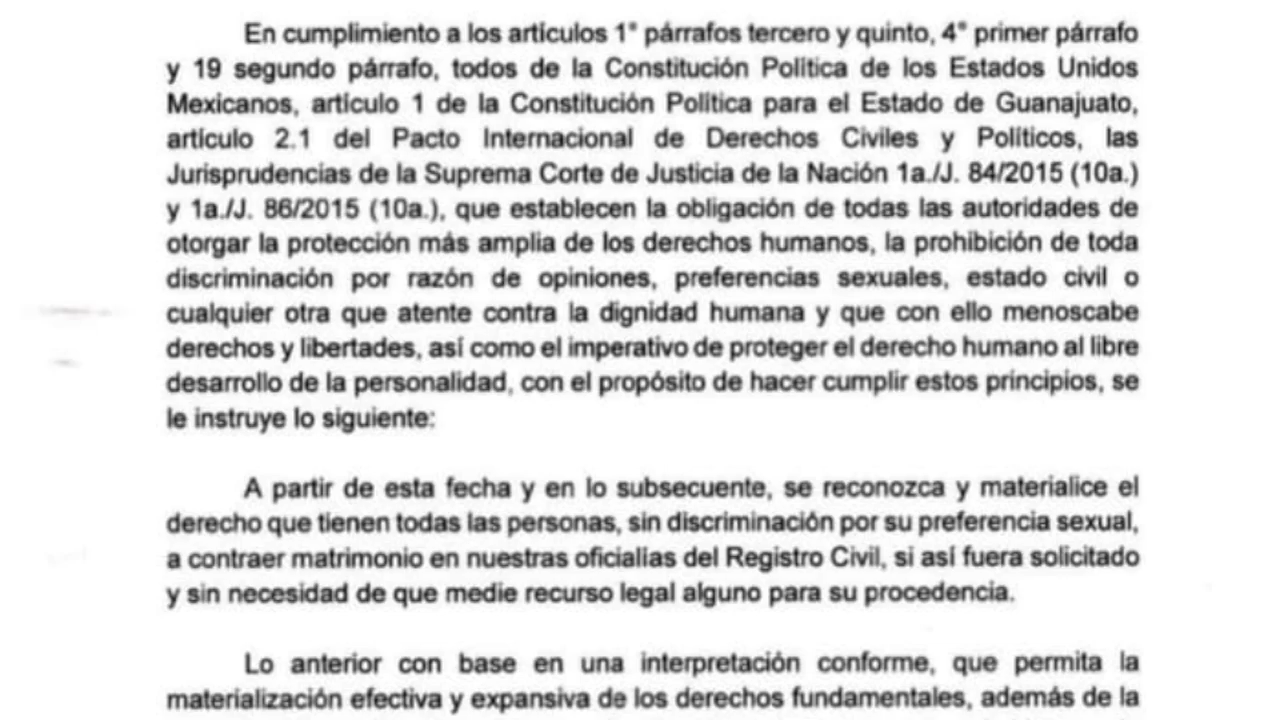 En cumplimiento a los artículos 1° párrafos tercero y quinto, 4° primer párrafo
y 19 segundo párrafo, todos de la Constitución Política de los Estados Unidos
Mexicanos, artículo 1 de la Constitución Política para el Estado de Guanajuato,
artículo 2.1 del Pacto Internacional de Derechos Civiles y Políticos, las
Jurisprudencias de la Suprema Corte de Justicia de la Nación 1a./J. 84/2015 (10a.)
y 1a./J. 86/2015 (10a.), que establecen la obligación de todas las autoridades de
otorgar la protección más amplia de los derechos humanos, la prohibición de toda
discriminación por razón de opiniones, preferencias sexuales, estado civil o
cualquier otra que atente contra la dignidad humana y que con ello menoscabe
derechos y libertades, así como el imperativo de proteger el derecho humano al libre
desarrollo de la personalidad, con el propósito de hacer cumplir estos principios, se
le instruye lo siguiente:
A partir de esta fecha y en lo subsecuente, se reconozca y materialice el
derecho que tienen todas las personas, sin discriminación por su preferencia sexual,
a contraer matrimonio en nuestras oficialías del Registro Civil, si así fuera solicitado
y sin necesidad de que medie recurso legal alguno para su procedencia.
Lo anterior con base en una interpretación conforme, que permita la
materialización efectiva y expansiva de los derechos fundamentales, además de la